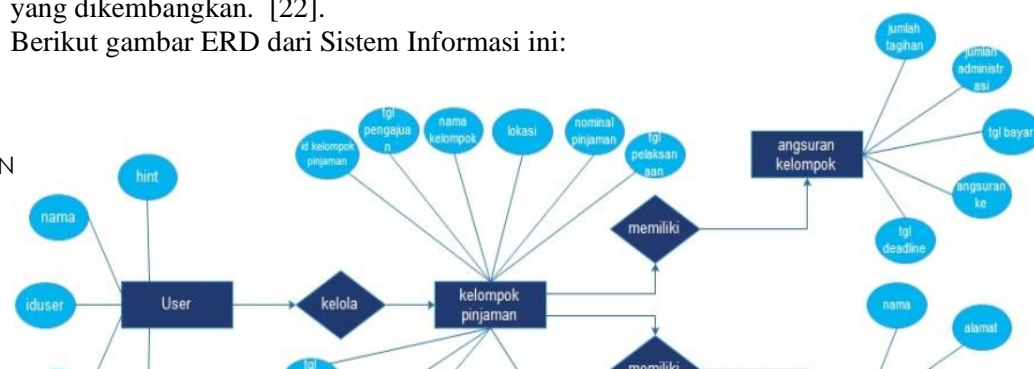 yang dikembangkan. [22].
Berikut gambar ERD dari Sistem Informasi ini:
N
jumlah
tagihan
jumlah
administr
asi
tgl bayar
angsuran
ke
tgl
deadline
angsuran
kelompok
id kelompok
pinjaman
tgl
pengajua
n
nama
kelompok
lokasi
nominal
pinjaman
tgl
pelaksan
aan
memiliki
hint
nama
iduser
User
kelola
kelompok
pinjaman
tgl
memiliki
nama
alamat